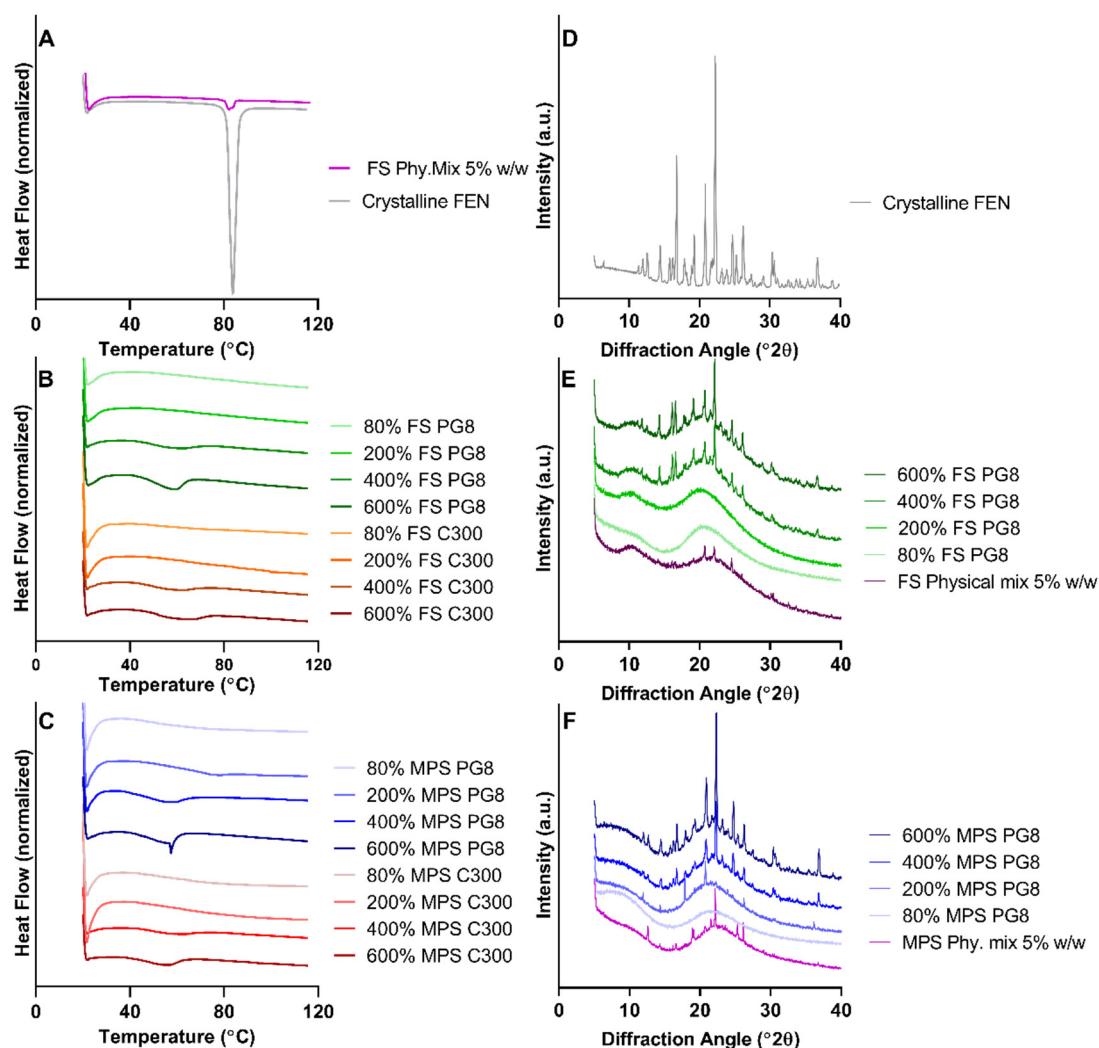 A
Heat Flow (normalized)
FS Phy.Mix 5% w/w
Crystalline FEN
0 40 80 120
Temperature (°C)
D
Intensity (a.u.)
Crystalline FEN
0 10 20 30 40
Diffraction Angle (°2θ)
B
Heat Flow (normalized)
80% FS PG8
200% FS PG8
400% FS PG8
600% FS PG8
80% FS C300
200% FS C300
400% FS C300
600% FS C300
0 40 80 120
Temperature (°C)
E
Intensity (a.u.)
600% FS PG8
400% FS PG8
200% FS PG8
80% FS PG8
FS Physical mix 5% w/w
0 10 20 30 40
Diffraction Angle (°2θ)
C
Heat Flow (normalized)
80% MPS PG8
200% MPS PG8
400% MPS PG8
600% MPS PG8
80% MPS C300
200% MPS C300
400% MPS C300
600% MPS C300
0 40 80 120
Temperature (°C)
F
Intensity (a.u.)
600% MPS PG8
400% MPS PG8
200% MPS PG8
80% MPS PG8
MPS Phy. mix 5% w/w
0 10 20 30 40
Diffraction Angle (°2θ)